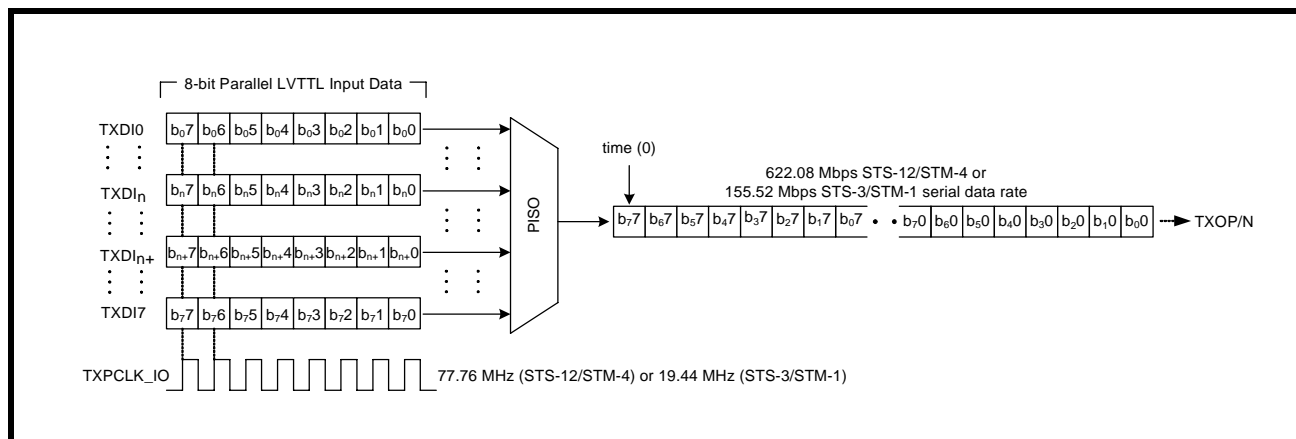 8-bit Parallel LVTTL Input Data
TXDI0 b07 b06 b05 b04 b03 b02 b01 b00
TXDIn bn7 bn6 bn5 bn4 bn3 bn2 bn1 bn0
TXDIn+ bn+7 bn+6 bn+5 bn+4 bn+3 bn+2 bn+1 bn+0
TXDI7 b77 b76 b75 b74 b73 b72 b71 b70
TXPCLK_IO
77.76 MHz (STS-12/STM-4) or 19.44 MHz (STS-3/STM-1)
PISO
time (0)
622.08 Mbps STS-12/STM-4 or
155.52 Mbps STS-3/STM-1 serial data rate
b77 b67 b57 b47 b37 b27 b17 b07 b70 b60 b50 b40 b30 b20 b10 b00
TXOP/N